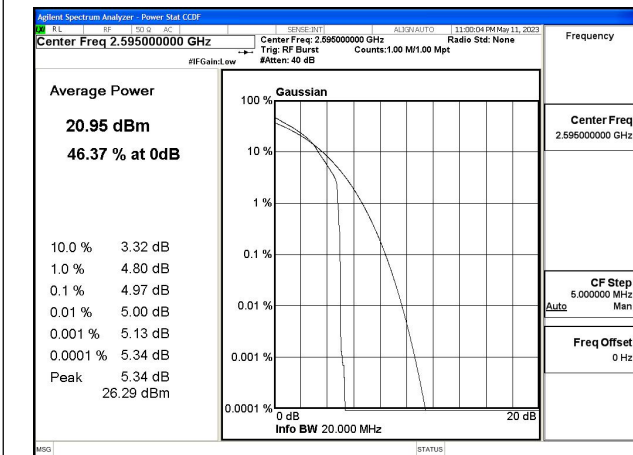 Agilent Spectrum Analyzer - Power Stat CCDF
RL RF 50 Ω AC SENSE:INT ALIGN AUTO 11:00:04 PM May 11, 2023
Center Freq 2.595000000 GHz
Center Freq: 2.595000000 GHz Radio Std: None
Trig: RF Burst Counts:1.00 M/1.00 Mpt
#IFGain:Low #Atten: 40 dB
Frequency
Average Power
20.95 dBm
46.37 % at 0dB
10.0 % 3.32 dB
1.0 % 4.80 dB
0.1 % 4.97 dB
0.01 % 5.00 dB
0.001 % 5.13 dB
0.0001 % 5.34 dB
Peak 5.34 dB
26.29 dBm
Gaussian
100 %
10 %
1 %
0.1 %
0.01 %
0.001 %
0.0001 %
0 dB 20 dB
Info BW 20.000 MHz
Center Freq
2.595000000 GHz
CF Step
5.000000 MHz
Auto Man
Freq Offset
0 Hz
MSG STATUS